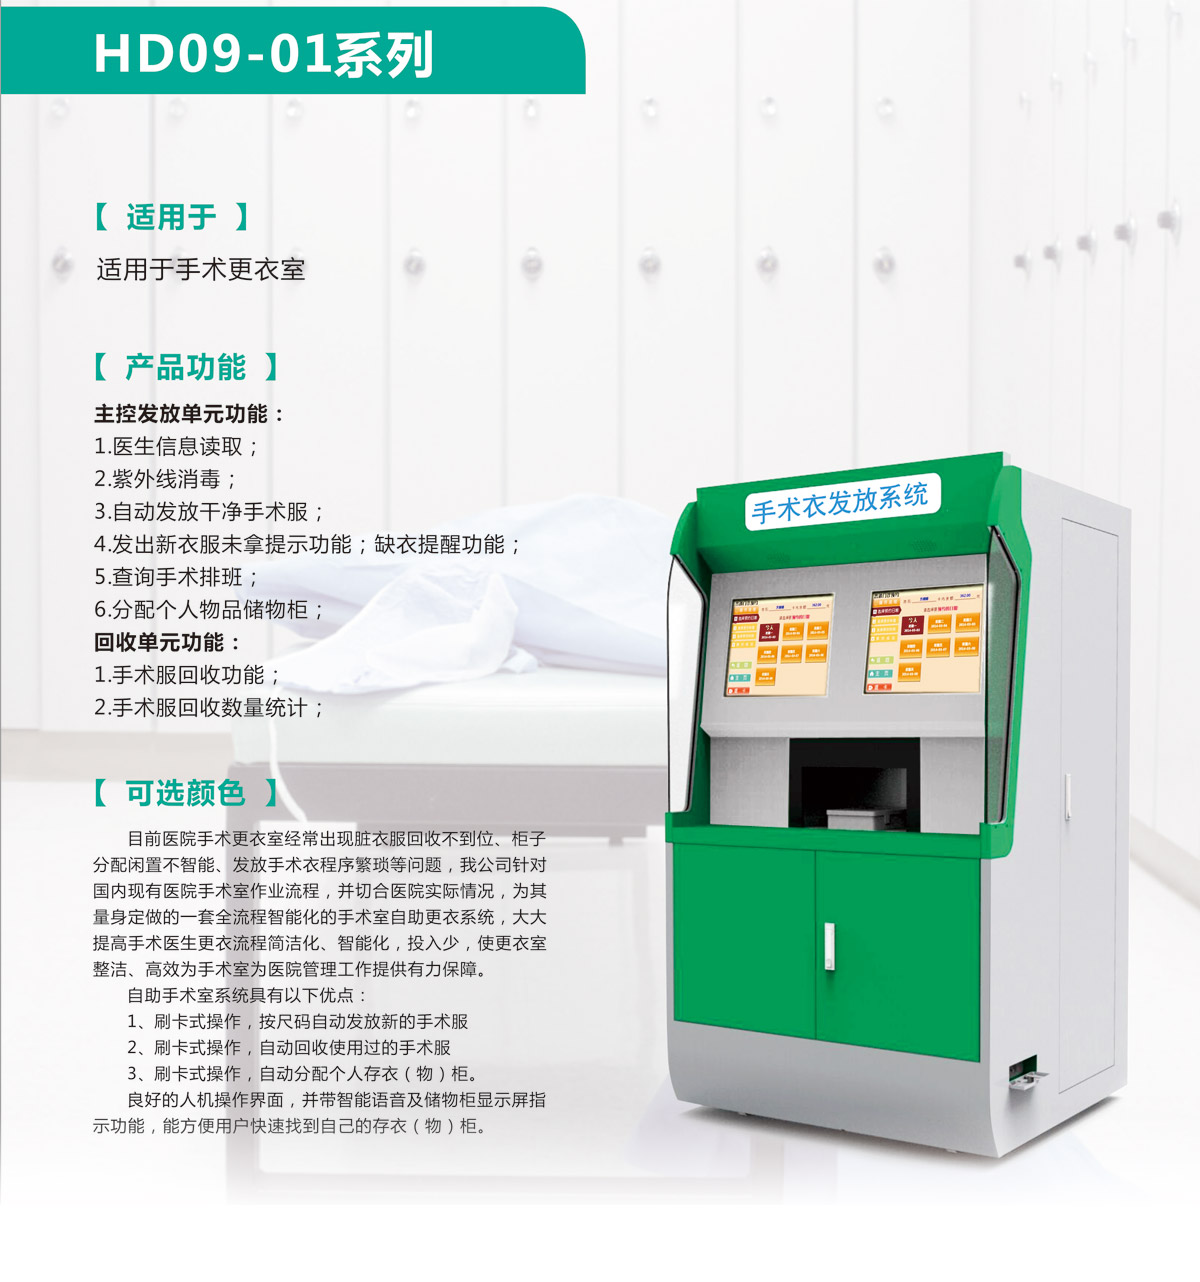 HD09-01系列
【 适用于 】
适用于手术更衣室
【 产品功能 】
主控发放单元功能：
1.医生信息读取；
2.紫外线消毒；
3.自动发放干净手术服；
4.发出新衣服未拿提示功能；缺衣提醒功能；
5.查询手术排班；
6.分配个人物品储物柜；
回收单元功能：
1.手术服回收功能；
2.手术服回收数量统计；
【 可选颜色 】
目前医院手术更衣室经常出现脏衣服回收不到位、柜子
分配闲置不智能、发放手术衣程序繁琐等问题，我公司针对
国内现有医院手术室作业流程，并切合医院实际情况，为其
量身定做的一套全流程智能化的手术室自助更衣系统，大大
提高手术医生更衣流程简洁化、智能化，投入少，使更衣室
整洁、高效为手术室为医院管理工作提供有力保障。
自助手术室系统具有以下优点：
1、刷卡式操作，按尺码自动发放新的手术服
2、刷卡式操作，自动回收使用过的手术服
3、刷卡式操作，自动分配个人存衣（物）柜。
良好的人机操作界面，并带智能语音及储物柜显示屏指
示功能，能方便用户快速找到自己的存衣（物）柜。
手术衣发放系统